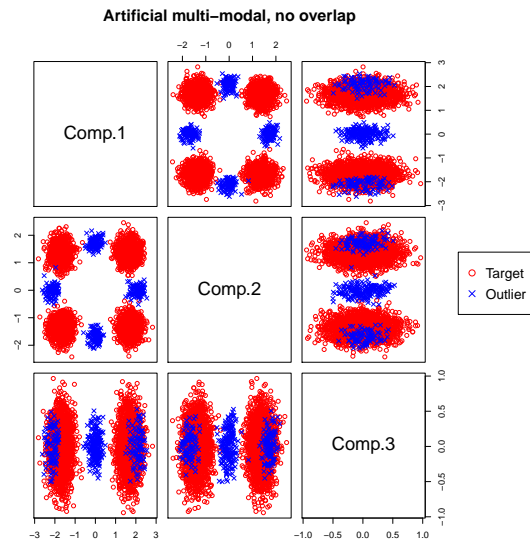 Artificial multi−modal, no overlap
−2 −1 0 1 2
Comp.1
−3 −2 −1 0 1 2 3
−2 −1 0 1 2
Comp.2
Target
Outlier
Comp.3
−1.0 −0.5 0.0 0.5 1.0
−3 −2 −1 0 1 2 3
−1.0 −0.5 0.0 0.5 1.0